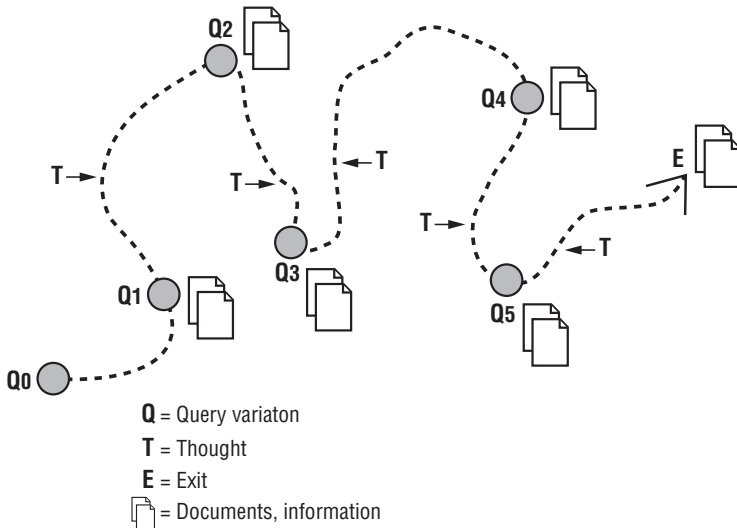 Q2
Q4
E
T
T
T
T
T
Q3
Q1
Q5
Q0
Q = Query variaton
T = Thought
E = Exit
= Documents, information